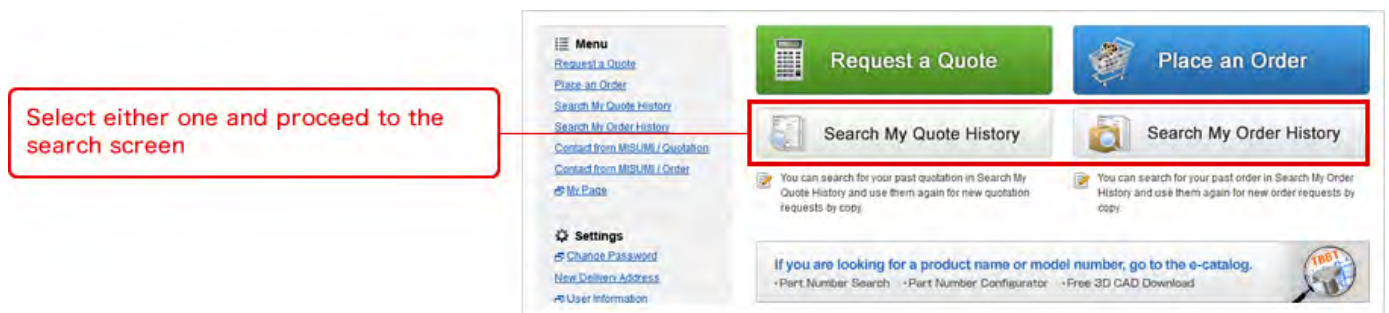 Select either one and proceed to the
search screen
Menu
Request a Quote
Place an Order
Search My Quote History
Search My Order History
Contact from MISUMI / Quotation
Contact from MISUMI / Order
My Page
Settings
Change Password
New Delivery Address
User Information
Request a Quote
Place an Order
Search My Quote History
Search My Order History
You can search for your past quotation in Search My
Quote History and use them again for new quotation
requests by copy.
You can search for your past order in Search My Order
History and use them again for new order requests by
copy.
If you are looking for a product name or model number, go to the e-catalog.
・Part Number Search ・Part Number Configurator ・Free 3D CAD Download